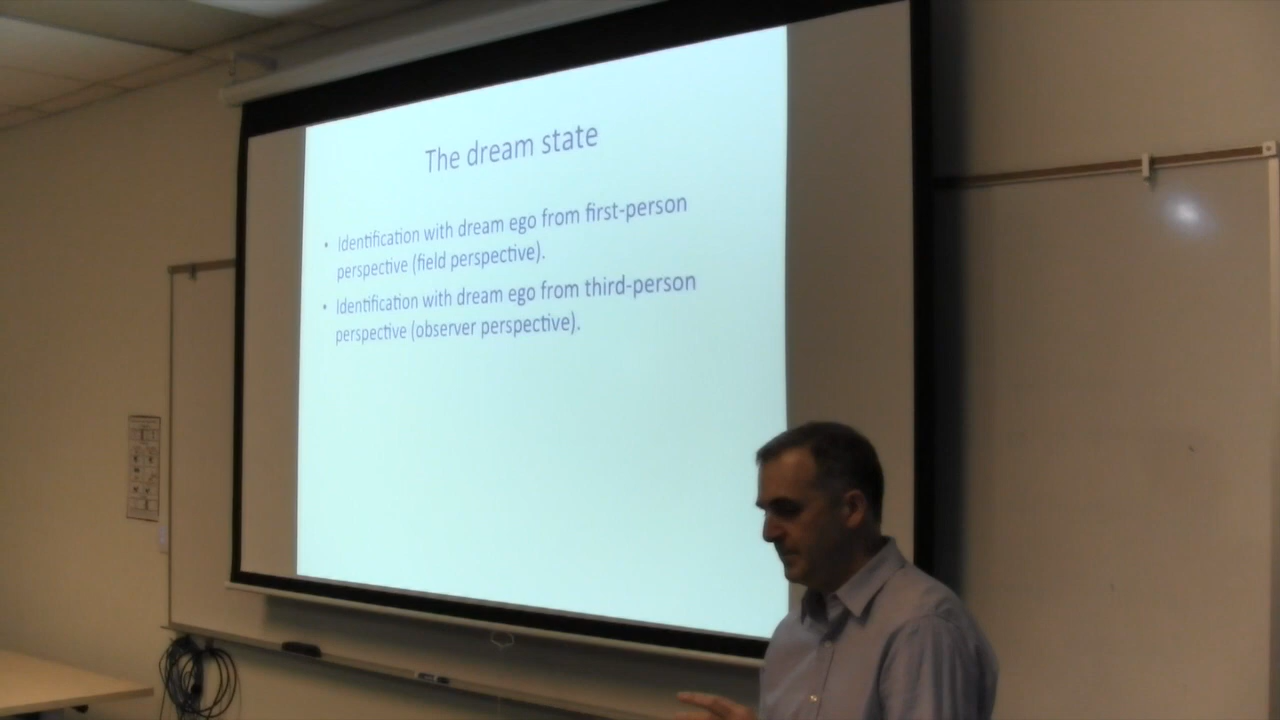 The dream state
• Identification with dream ego from first-person
perspective (field perspective).
• Identification with dream ego from third-person
perspective (observer perspective).